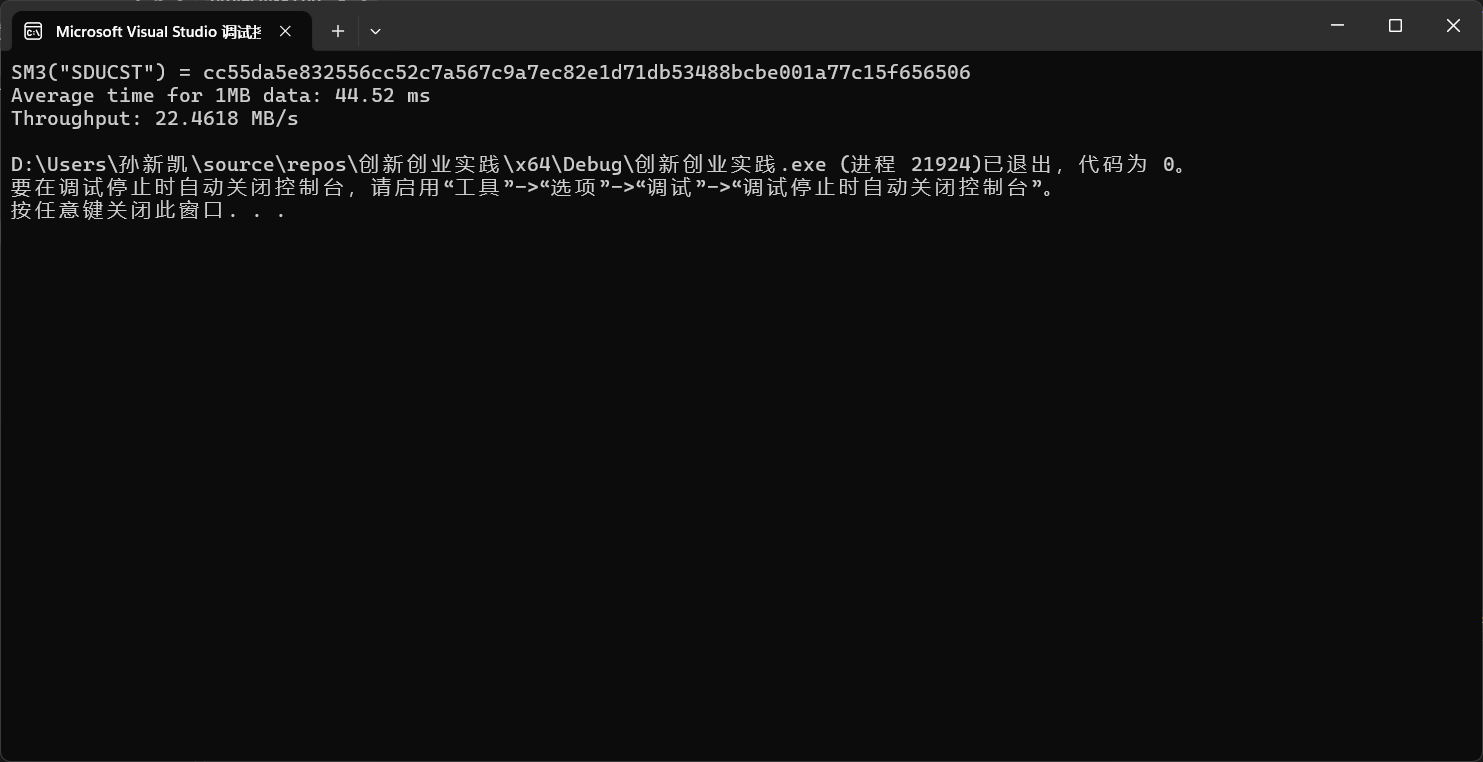 Microsoft Visual Studio 调试
SM3("SDUCST") = cc55da5e832556cc52c7a567c9a7ec82e1d71db53488bcbe001a77c15f656506
Average time for 1MB data: 44.52 ms
Throughput: 22.4618 MB/s
D:\Users\孙新凯\source\repos\创新创业实践\x64\Debug\创新创业实践.exe (进程 21924)已退出，代码为 0。
要在调试停止时自动关闭控制台，请启用“工具”->“选项”->“调试”->“调试停止时自动关闭控制台”。
按任意键关闭此窗口. . .